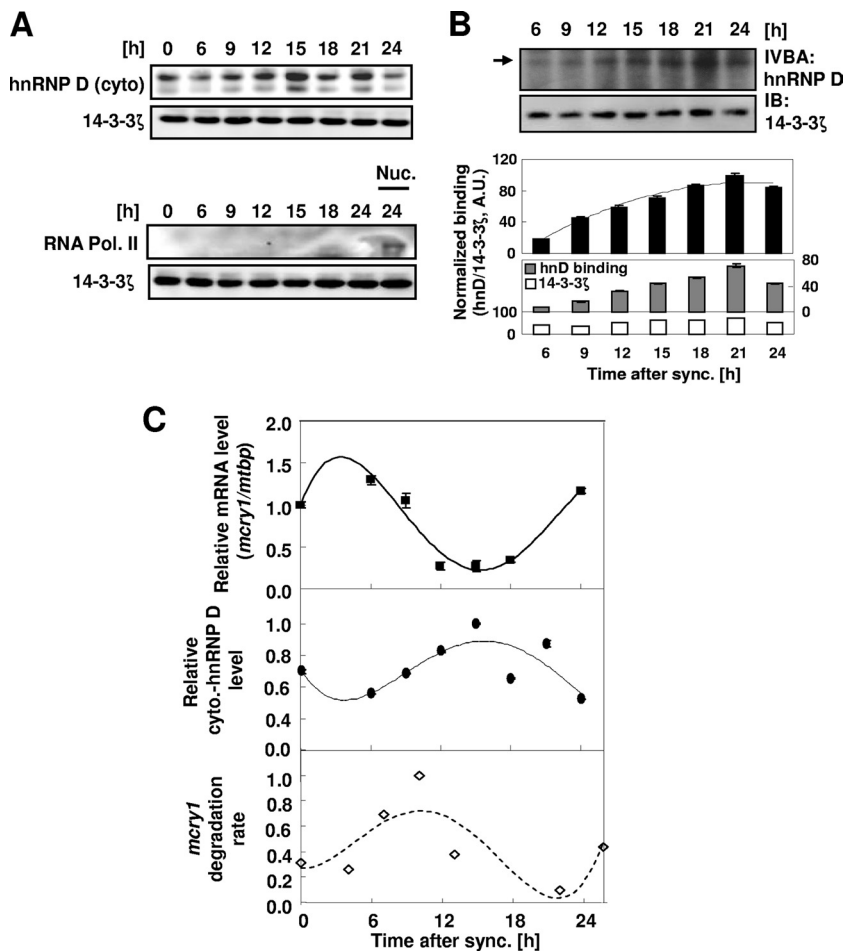 A
[h]
0 6 9 12 15 18 21 24
hnRNP D (cyto)
14-3-3ζ
Nuc.
[h] 0 6 9 12 15 18 24 24
RNA Pol. II
14-3-3ζ
B
6 9 12 15 18 21 24 [h]
IVBA:
hnRNP D
IB:
14-3-3ζ
Normalized binding
(hnD/14-3-3ζ, A.U.)
120
80
40
0
hnD binding
14-3-3ζ
80
40
0
100
0
6 9 12 15 18 21 24
Time after sync. [h]
C
Relative mRNA level
(mcry1/mtbp)
2.0
1.5
1.0
0.5
0.0
Relative
cyto.-hnRNP D
level
1.0
0.8
0.6
0.4
0.0
mcry1
degradation
rate
1.0
0.8
0.6
0.4
0.2
0.0
0 6 12 18 24
Time after sync. [h]